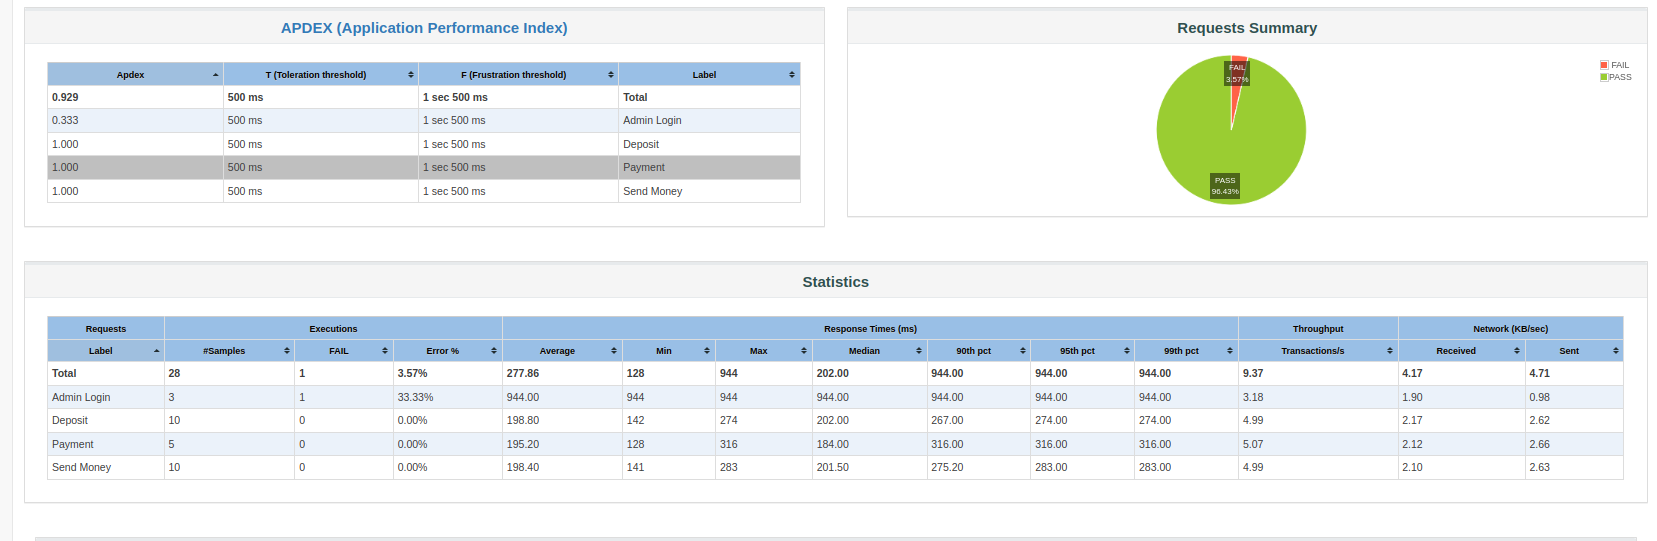 APDEX (Application Performance Index)
Apdex T (Toleration threshold) F (Frustration threshold) Label
0.929 500 ms 1 sec 500 ms Total
0.333 500 ms 1 sec 500 ms Admin Login
1.000 500 ms 1 sec 500 ms Deposit
1.000 500 ms 1 sec 500 ms Payment
1.000 500 ms 1 sec 500 ms Send Money
Requests Summary
FAIL
3.57%
PASS
96.43%
FAIL
PASS
Statistics
Requests Executions Response Times (ms) Throughput Network (KB/sec)
Label #Samples FAIL Error % Average Min Max Median 90th pct 95th pct 99th pct Transactions/s Received Sent
Total 28 1 3.57% 277.86 128 944 202.00 944.00 944.00 944.00 9.37 4.17 4.71
Admin Login 3 1 33.33% 944.00 944 944 944.00 944.00 944.00 944.00 3.18 1.90 0.98
Deposit 10 0 0.00% 198.80 142 274 202.00 267.00 274.00 274.00 4.99 2.17 2.62
Payment 5 0 0.00% 195.20 128 316 184.00 316.00 316.00 316.00 5.07 2.12 2.66
Send Money 10 0 0.00% 198.40 141 283 201.50 275.20 283.00 283.00 4.99 2.10 2.63